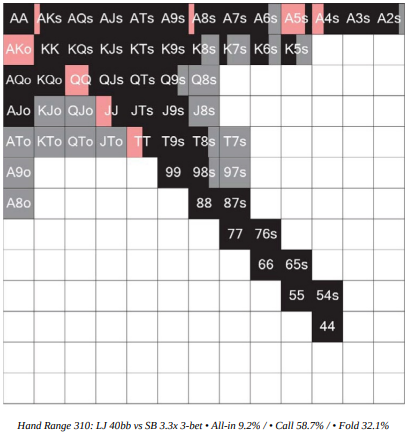 AA AKs AQs AJs ATs A9s A8s A7s A6s A5s A4s A3s A2s
AKo KK KQs KJs KTs K9s K8s K7s K6s K5s
AQo KQo QQ QJs QTs Q9s Q8s
AJo KJo QJo JJ JTs J9s J8s
ATo KTo QTo JTo TT T9s T8s T7s
A9o 99 98s 97s
A8o 88 87s
77 76s
66 65s
55 54s
44
Hand Range 310: LJ 40bb vs SB 3.3x 3-bet • All-in 9.2% / • Call 58.7% / • Fold 32.1%